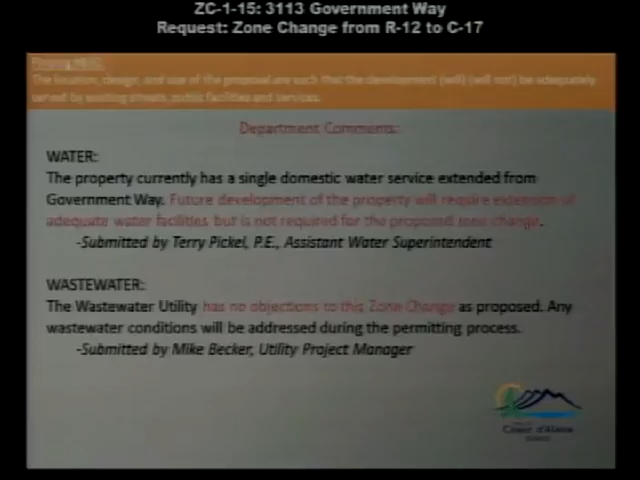 ZC-1-15: 3113 Government Way
Request: Zone Change from R-12 to C-17
The location, design, and use of the proposal are such that the development (will) (will not) be adequately
served by existing streets, public facilities and services.
Department Comments:
WATER:
The property currently has a single domestic water service extended from
Government Way. Future development of the property will require extension of
adequate water facilities, but is not required for the proposed zone change.
-Submitted by Terry Pickel, P.E., Assistant Water Superintendent
WASTEWATER:
The Wastewater Utility has no objections to this Zone Change as proposed. Any
wastewater conditions will be addressed during the permitting process.
-Submitted by Mike Becker, Utility Project Manager
Coeur d'Alene